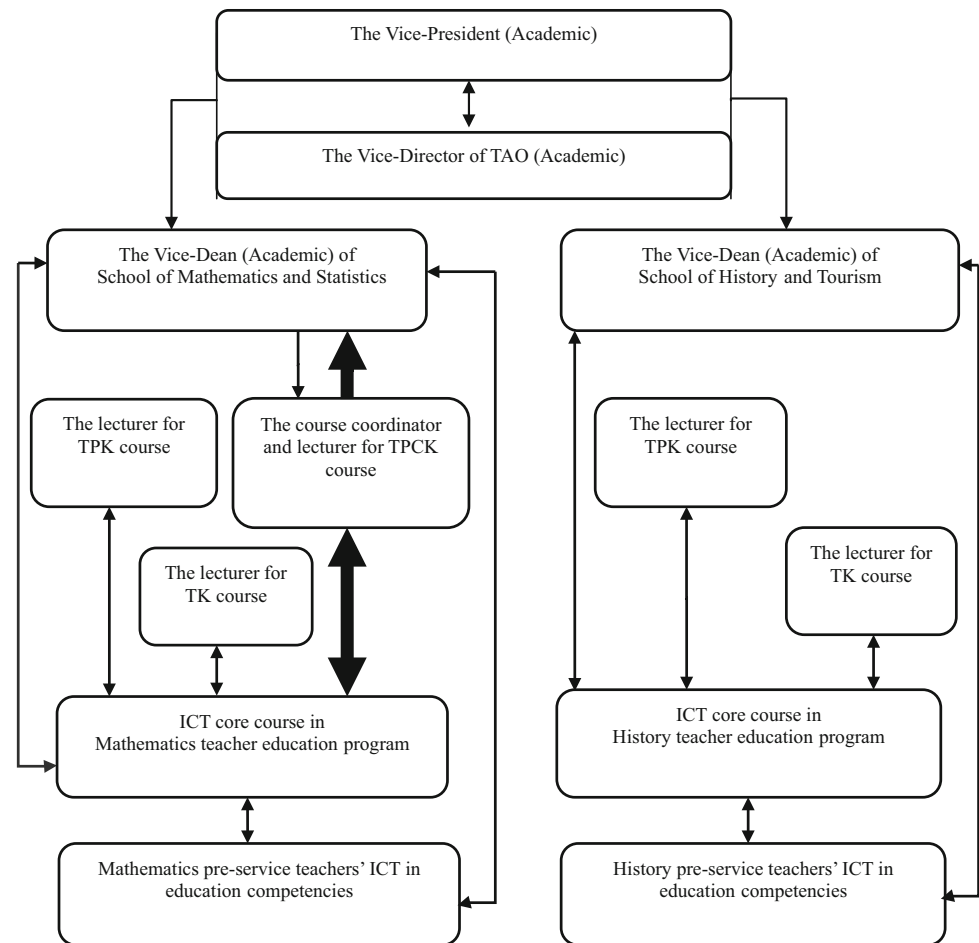 The Vice-President (Academic)
The Vice-Director of TAO (Academic)
The Vice-Dean (Academic) of
School of Mathematics and Statistics
The Vice-Dean (Academic) of
School of History and Tourism
The lecturer for
TPK course
The course coordinator
and lecturer for TPCK
course
The lecturer for
TPK course
The lecturer for
TK course
The lecturer for
TK course
ICT core course in
Mathematics teacher education program
ICT core course in
History teacher education program
Mathematics pre-service teachers’ ICT in
education competencies
History pre-service teachers’ ICT in
education competencies